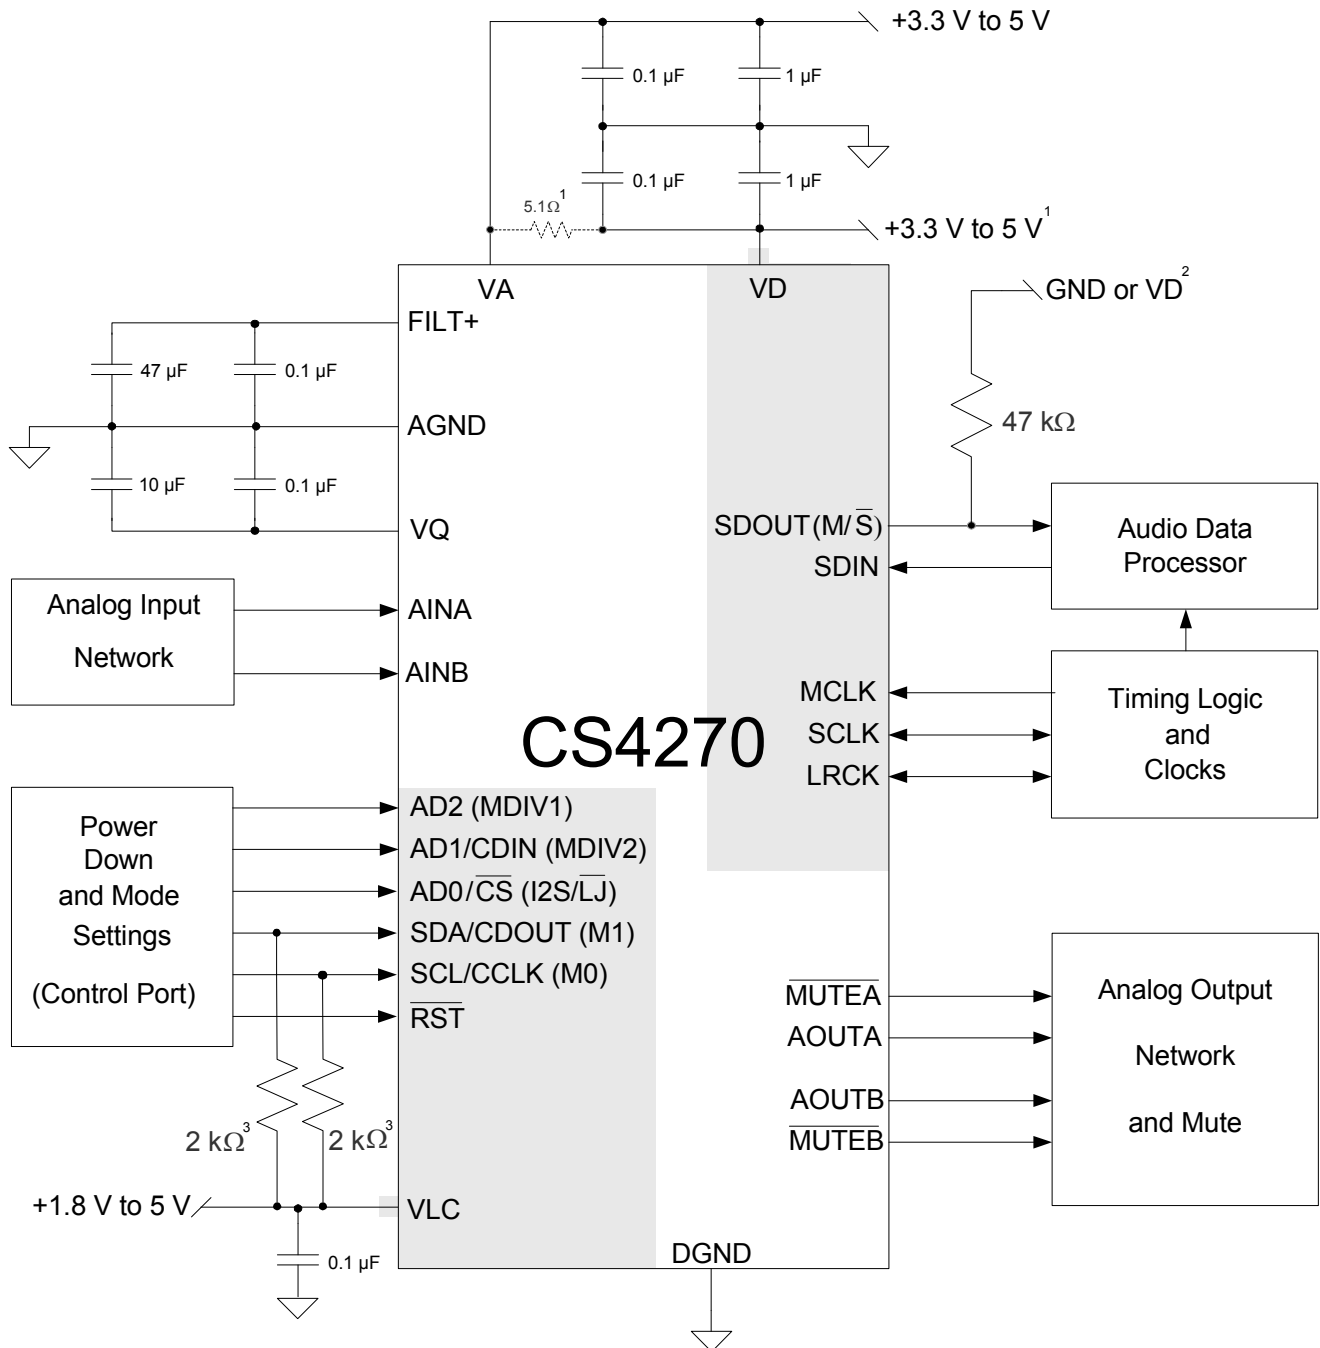 +3.3 V to 5 V
0.1 µF
1 µF
0.1 µF
1 µF
5.1Ω¹
+3.3 V to 5 V¹
VA
VD
GND or VD²
FILT+
47 µF
0.1 µF
47 kΩ
AGND
10 µF
0.1 µF
VQ
SDOUT(M/S̅)
SDIN
Audio Data
Processor
Analog Input
Network
AINA
AINB
MCLK
SCLK
LRCK
Timing Logic
and
Clocks
CS4270
Power
Down
and Mode
Settings
(Control Port)
AD2 (MDIV1)
AD1/CDIN (MDIV2)
AD0/C̅S̅ (I2S/L̅J̅)
SDA/CDOUT (M1)
SCL/CCLK (M0)
R̅S̅T̅
M̅U̅T̅E̅A̅
AOUTA
AOUTB
M̅U̅T̅E̅B̅
Analog Output
Network
and Mute
2 kΩ³
2 kΩ³
+1.8 V to 5 V
VLC
0.1 µF
DGND